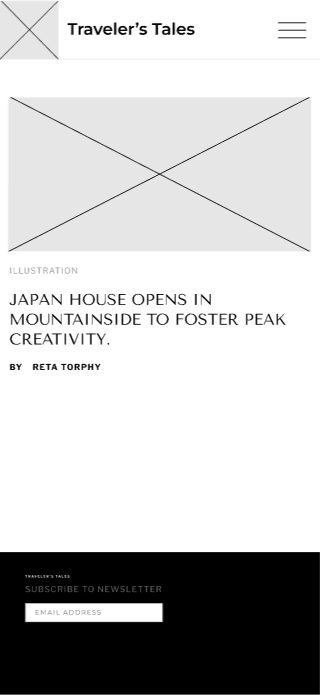 Traveler's Tales
ILLUSTRATION
JAPAN HOUSE OPENS IN
MOUNTAINSIDE TO FOSTER PEAK
CREATIVITY.
BY RETA TORPHY
TRAVELER'S TALES
SUBSCRIBE TO NEWSLETTER
EMAIL ADDRESS